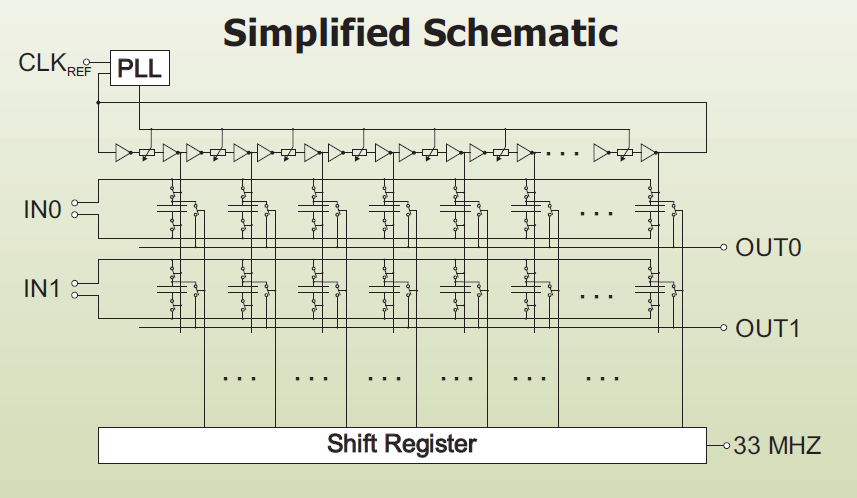 Simplified Schematic
CLKREF
PLL
IN0
OUT0
IN1
OUT1
Shift Register
33 MHZ